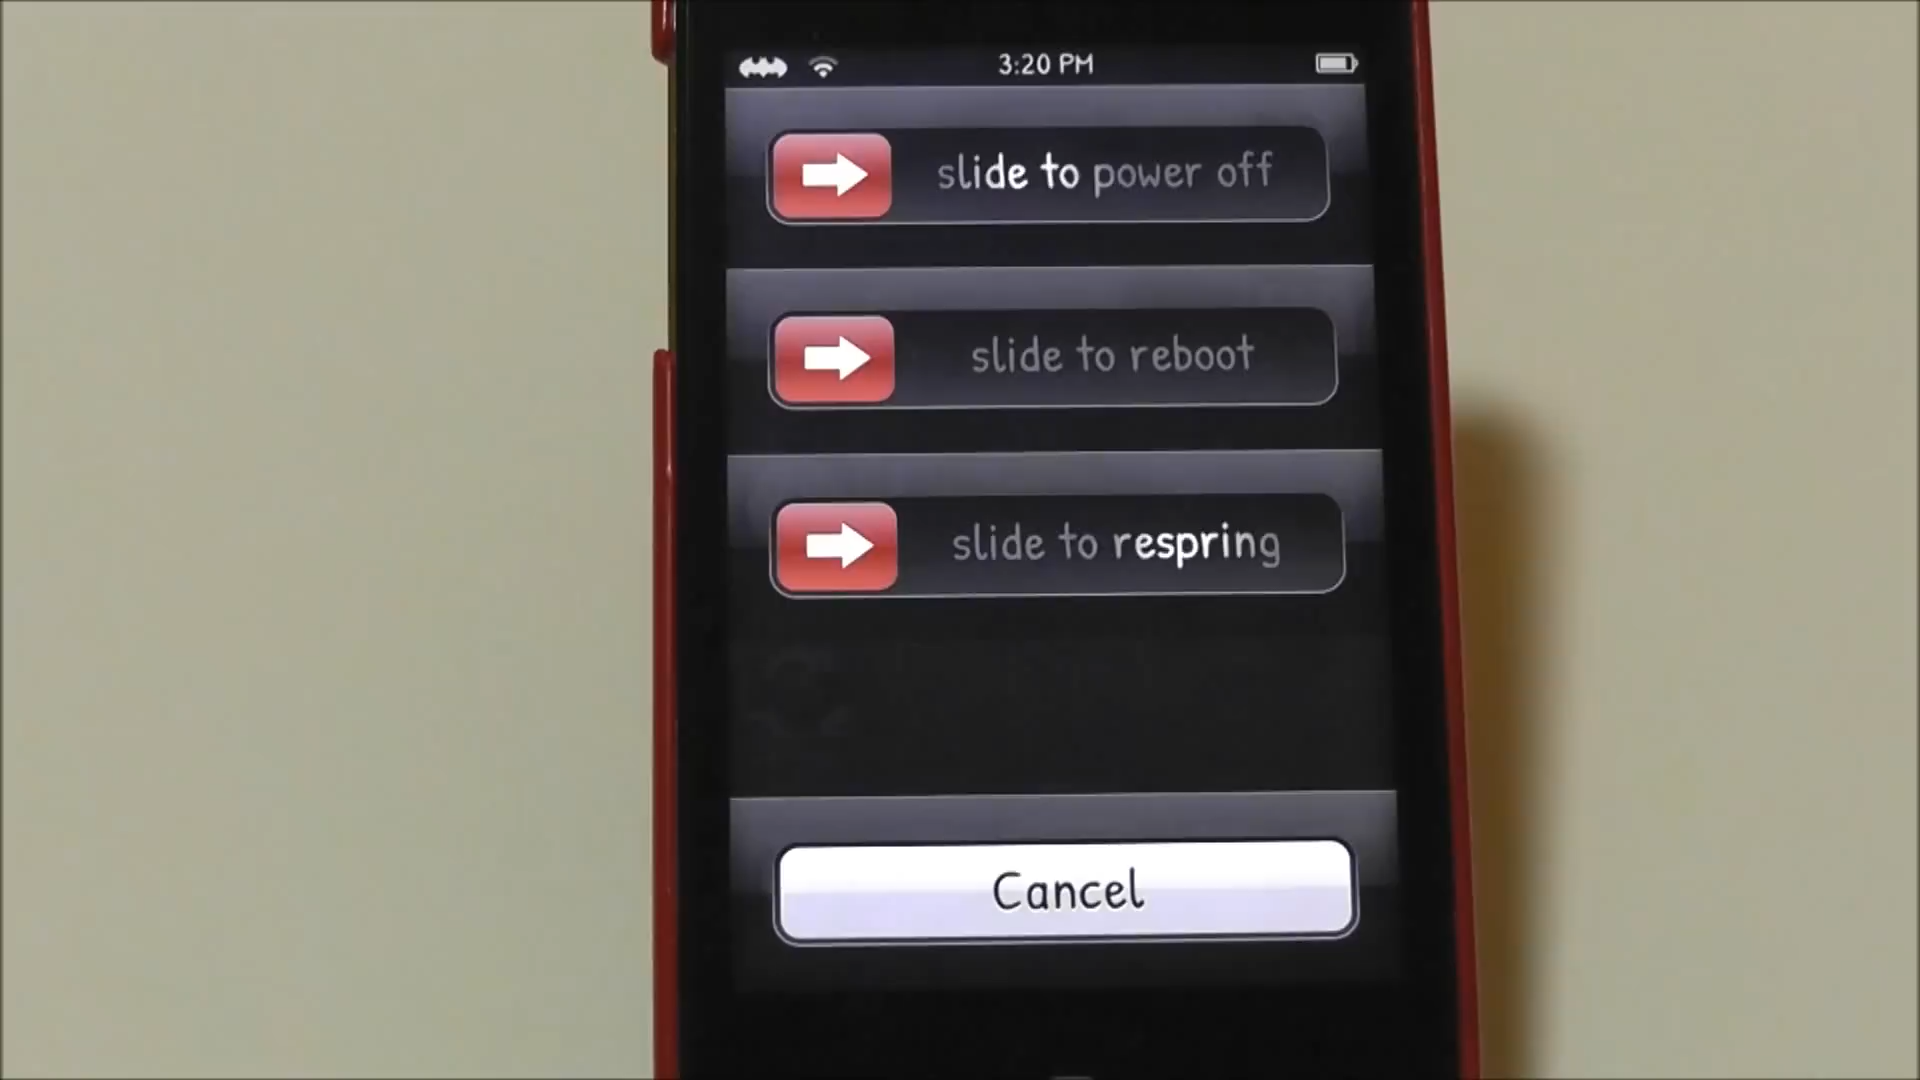 3:20 PM
slide to power off
slide to reboot
slide to respring
Cancel